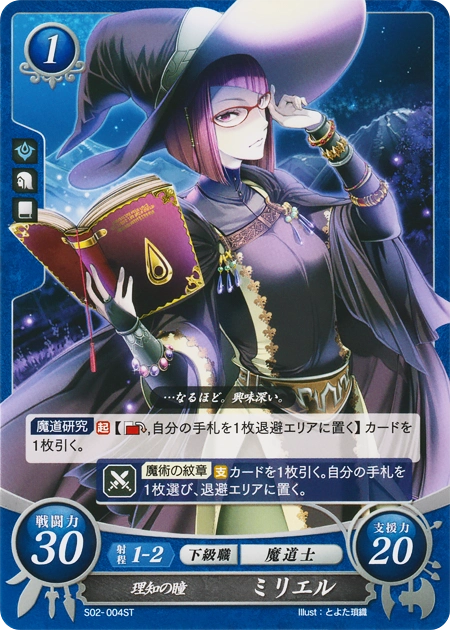 1
…なるほど。興味深い。
魔道研究 起 【 ,自分の手札を1枚退避エリアに置く】カードを
1枚引く。
魔術の紋章 支 カードを1枚引く。自分の手札を
1枚選び、退避エリアに置く。
戦闘力
30
射程 1-2 下級職 魔道士
支援力
20
理知の瞳 ミリエル
S02-004ST Illust:とよた瑣織